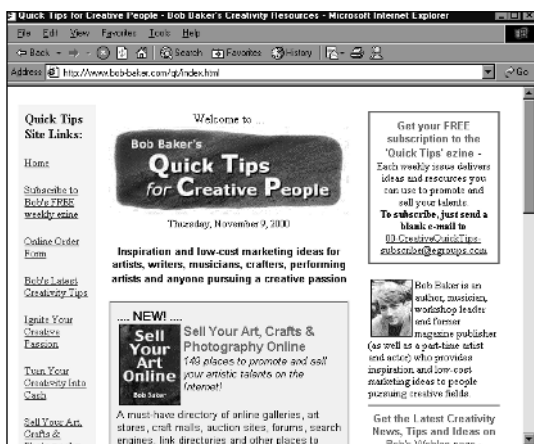 Quick Tips for Creative People - Bob Baker's Creativity Resources - Microsoft Internet Explorer
File Edit View Favorites Tools Help
Back Search Favorites History
Address http://www.bob-baker.com/qt/index.html Go
Quick Tips
Site Links:
Home
Subscribe to
Bob's FREE
weekly ezine
Online Order
Form
Bob's Latest
Creativity Tips
Ignite Your
Creative
Passion
Turn Your
Creativity Into
Cash
Sell Your Art,
Crafts &
Welcome to ...
Bob Baker's
Quick Tips
for Creative People
Thursday, November 9, 2000
Inspiration and low-cost marketing ideas for
artists, writers, musicians, crafters, performing
artists and anyone pursuing a creative passion
.... NEW! ....
Sell
Your
Art
Online
Bob Baker
Sell Your Art, Crafts &
Photography Online
149 places to promote and sell
your artistic talents on the
Internet!
A must-have directory of online galleries, art
stores, craft malls, auction sites, forums, search
engines, link directories and other places to
Get your FREE
subscription to the
'Quick Tips' ezine -
Each weekly issue delivers
ideas and resources you
can use to promote and
sell your talents.
To subscribe, just send a
blank e-mail to
00-CreativeQuickTips-
subscribe@egroups.com
Bob Baker is an
author, musician,
workshop leader
and former
magazine publisher
(as well as a part-time artist
and actor) who provides
inspiration and low-cost
marketing ideas to people
pursuing creative fields.
Get the Latest Creativity
News, Tips and Ideas on